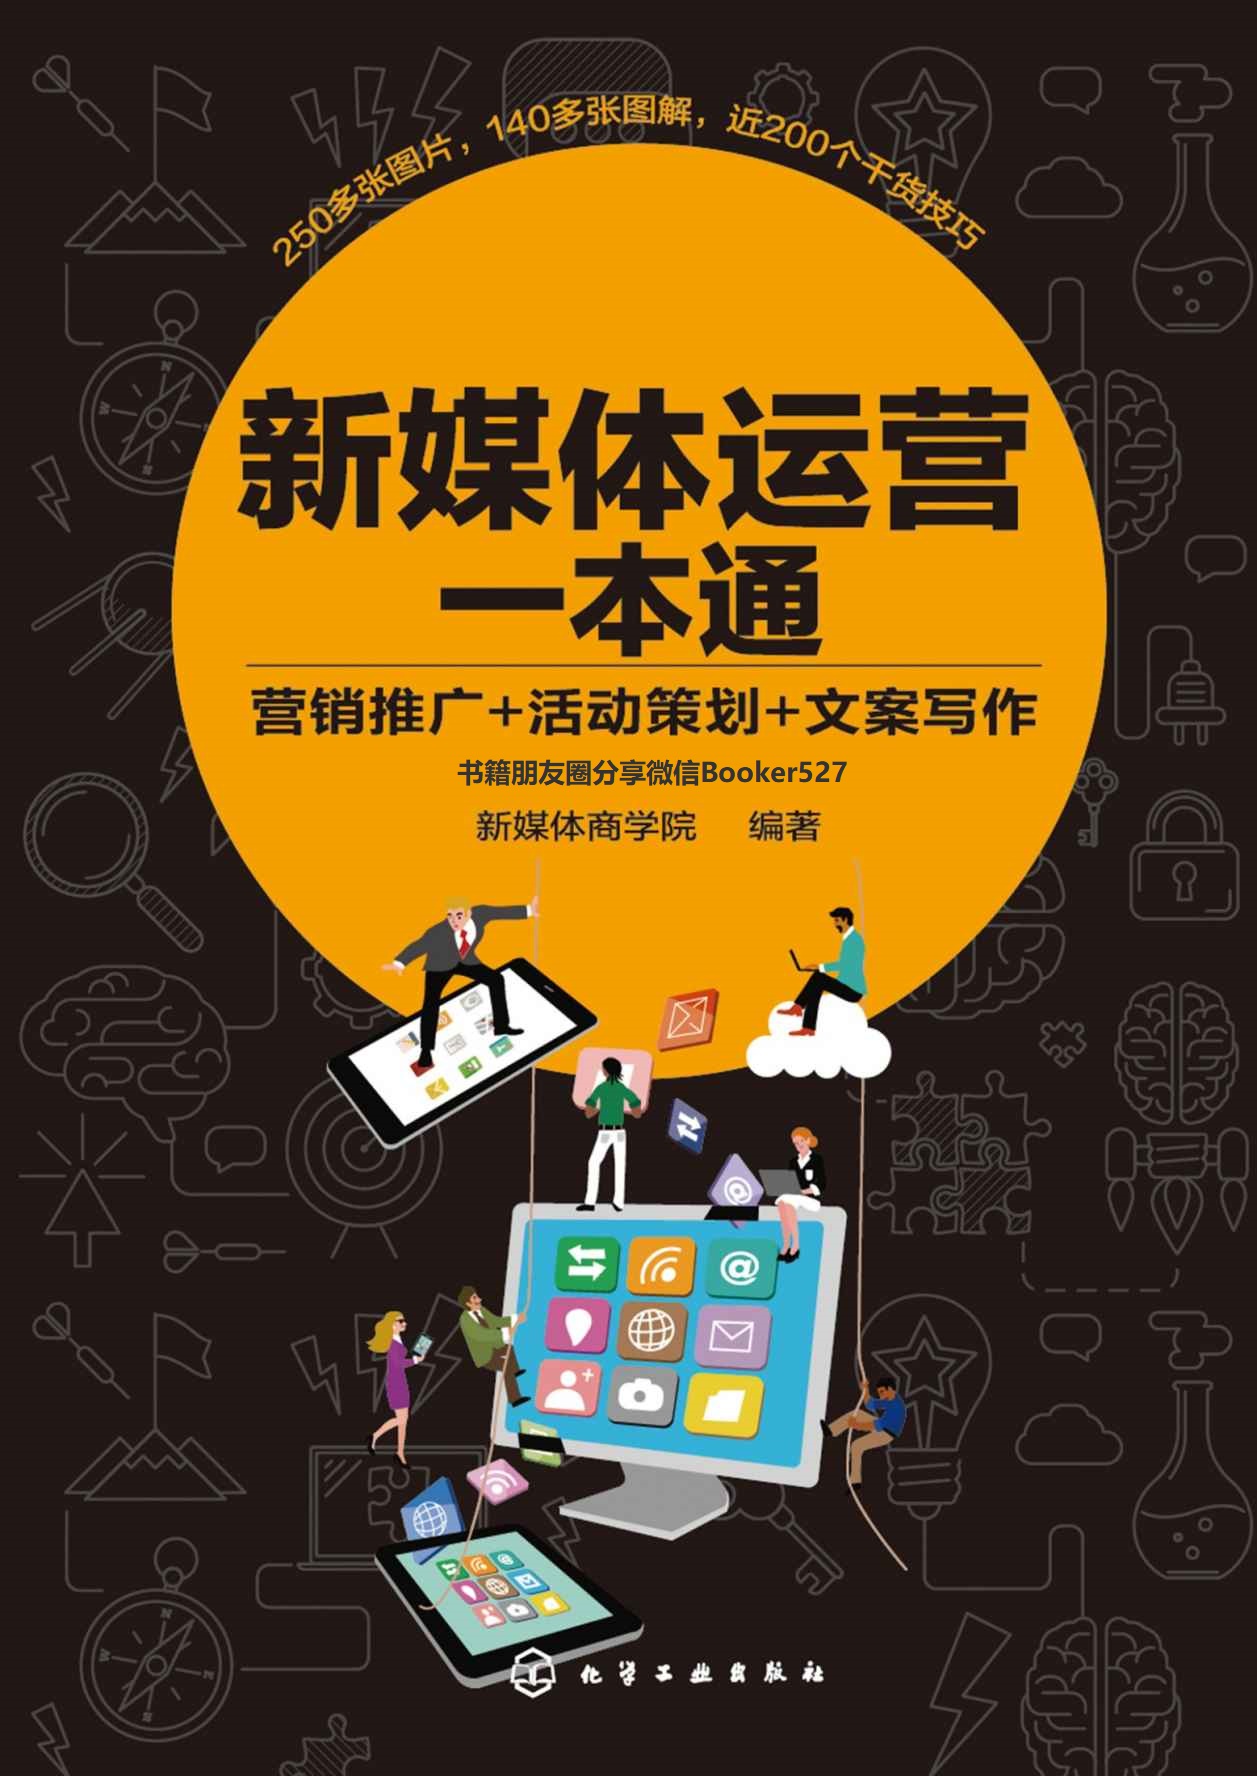 250多张图片，140多张图解，近200个干货技巧
新媒体运营
一本通
营销推广+活动策划+文案写作
书籍朋友圈分享微信Booker527
新媒体商学院 编著
化学工业出版社